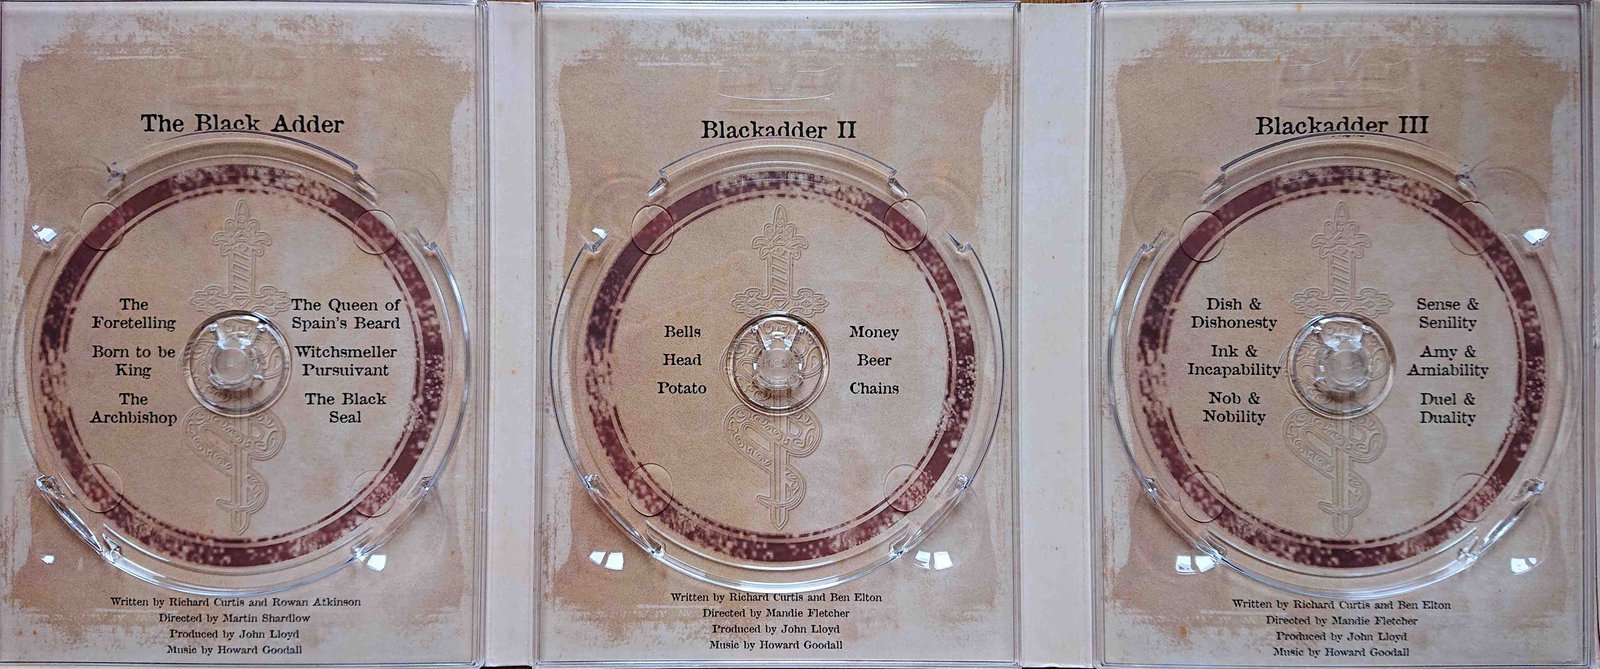 The Black Adder
The
Foretelling
Born to be
King
The
Archbishop
The Queen of
Spain's Beard
Witchsmeller
Pursuivant
The Black
Seal
Written by Richard Curtis and Rowan Atkinson
Directed by Martin Shardlow
Produced by John Lloyd
Music by Howard Goodall
Blackadder II
Bells
Head
Potato
Money
Beer
Chains
Written by Richard Curtis and Ben Elton
Directed by Mandie Fletcher
Produced by John Lloyd
Music by Howard Goodall
Blackadder III
Dish &
Dishonesty
Ink &
Incapability
Nob &
Nobility
Sense &
Senility
Amy &
Amiability
Duel &
Duality
Written by Richard Curtis and Ben Elton
Directed by Mandie Fletcher
Produced by John Lloyd
Music by Howard Goodall